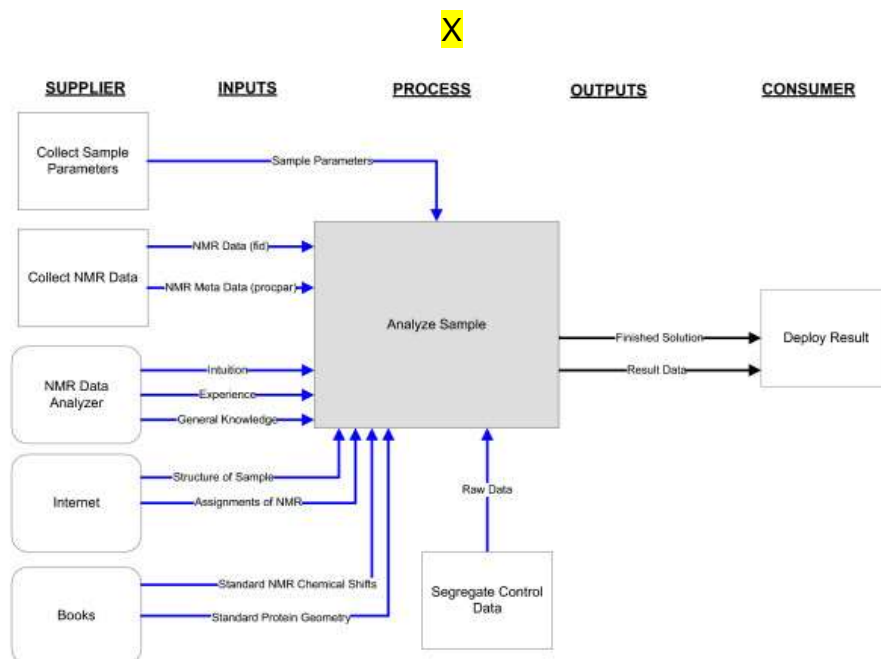 X
SUPPLIER INPUTS PROCESS OUTPUTS CONSUMER
Collect Sample
Parameters
Sample Parameters
Collect NMR Data
NMR Data (fid)
NMR Meta Data (procpar)
Analyze Sample
Finished Solution
Result Data
Deploy Result
NMR Data
Analyzer
Intuition
Experience
General Knowledge
Internet
Structure of Sample
Assignments of NMR
Raw Data
Books
Standard NMR Chemical Shifts
Standard Protein Geometry
Segregate Control
Data